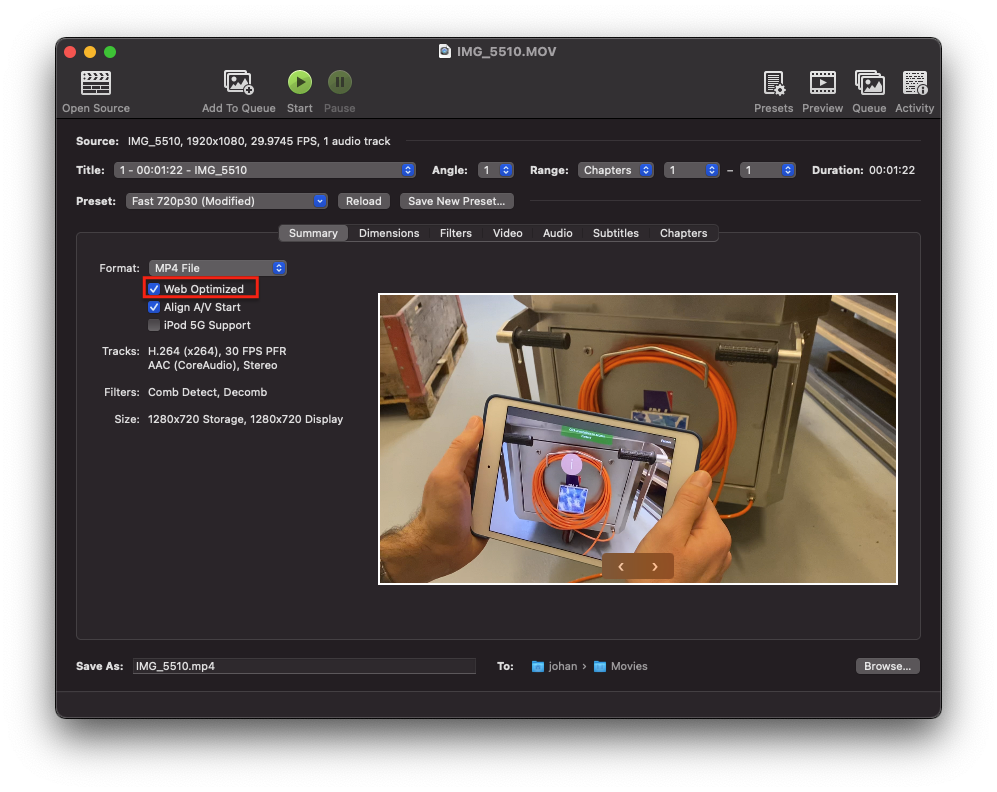 IMG_5510.MOV
Open Source
Add To Queue
Start
Pause
Presets
Preview
Queue
Activity
Source: IMG_5510, 1920x1080, 29.9745 FPS, 1 audio track
Title: 1 - 00:01:22 - IMG_5510 Angle: 1 Range: Chapters 1 – 1 Duration: 00:01:22
Preset: Fast 720p30 (Modified) Reload Save New Preset...
Summary Dimensions Filters Video Audio Subtitles Chapters
Format: MP4 File
Web Optimized
Align A/V Start
iPod 5G Support
Tracks: H.264 (x264), 30 FPS PFR
AAC (CoreAudio), Stereo
Filters: Comb Detect, Decomb
Size: 1280x720 Storage, 1280x720 Display
Save As: IMG_5510.mp4 To: johan › Movies Browse...